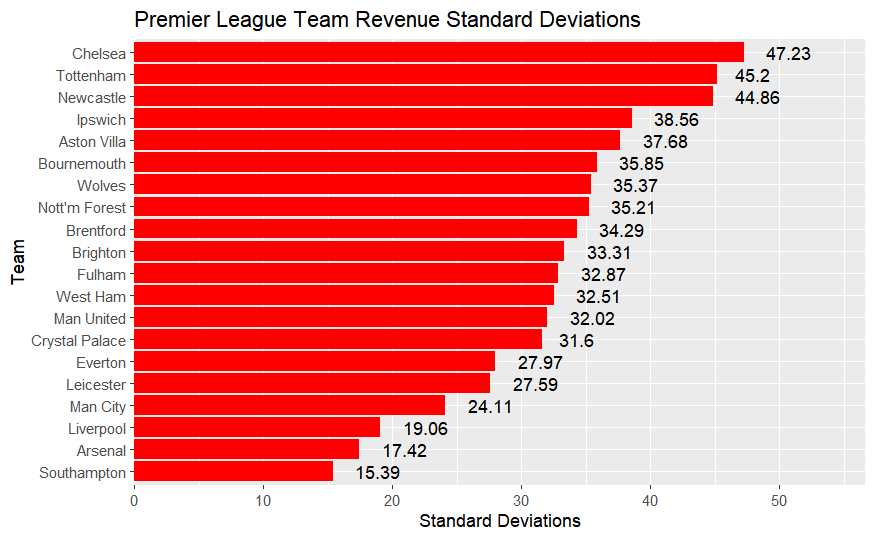 Premier League Team Revenue Standard Deviations
Team
Chelsea 47.23
Tottenham 45.2
Newcastle 44.86
Ipswich 38.56
Aston Villa 37.68
Bournemouth 35.85
Wolves 35.37
Nott'm Forest 35.21
Brentford 34.29
Brighton 33.31
Fulham 32.87
West Ham 32.51
Man United 32.02
Crystal Palace 31.6
Everton 27.97
Leicester 27.59
Man City 24.11
Liverpool 19.06
Arsenal 17.42
Southampton 15.39
0 10 20 30 40 50
Standard Deviations